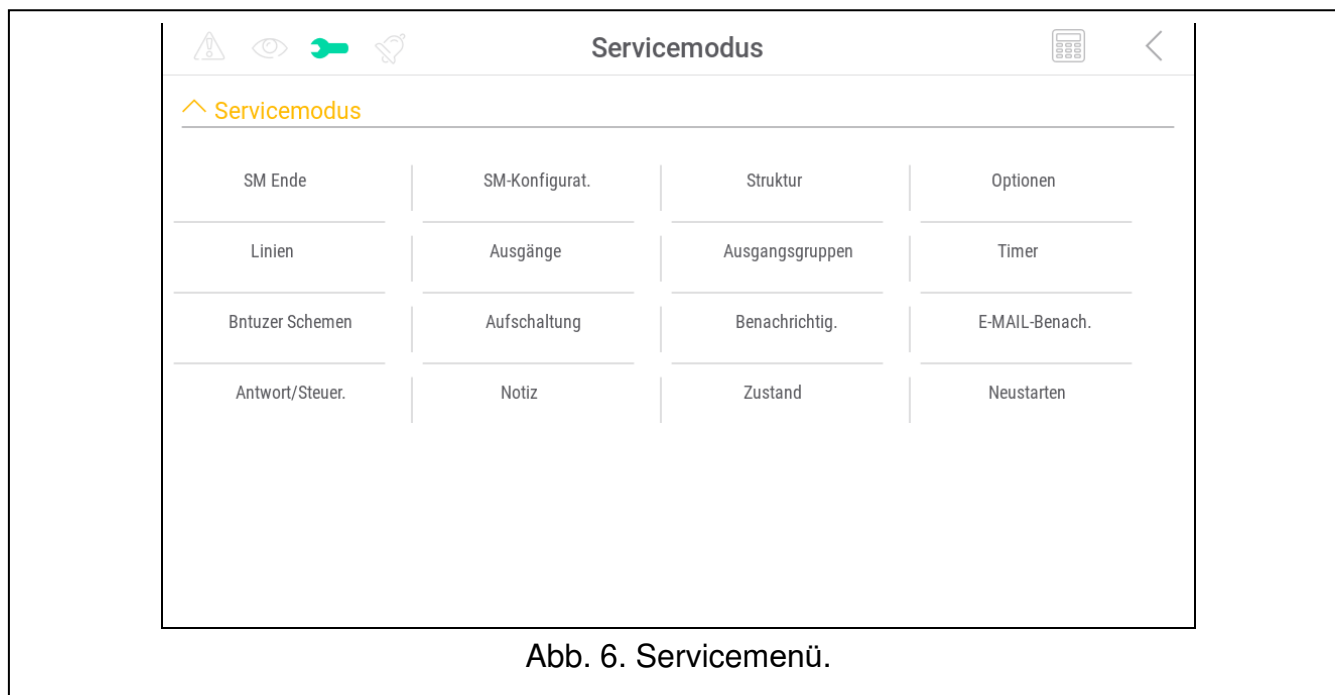 Servicemodus
Servicemodus
SM Ende SM-Konfigurat. Struktur Optionen
Linien Ausgänge Ausgangsgruppen Timer
Bntuzer Schemen Aufschaltung Benachrichtig. E-MAIL-Benach.
Antwort/Steuer. Notiz Zustand Neustarten
Abb. 6. Servicemenü.